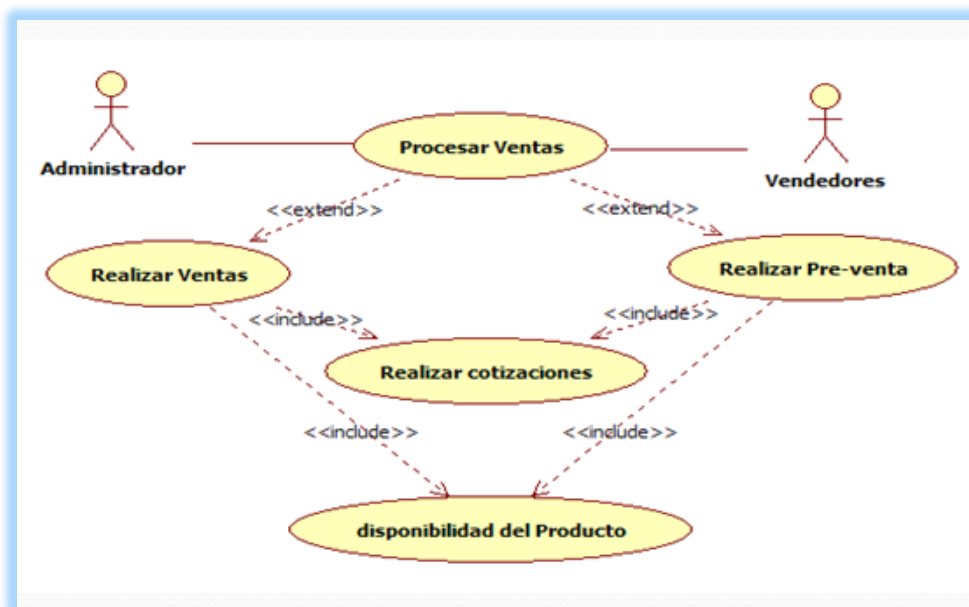 Procesar Ventas
Administrador
Vendedores
<<extend>>
<<extend>>
Realizar Ventas
Realizar Pre-venta
<<include>>
<<include>>
Realizar cotizaciones
<<include>>
<<include>>
disponibilidad del Producto